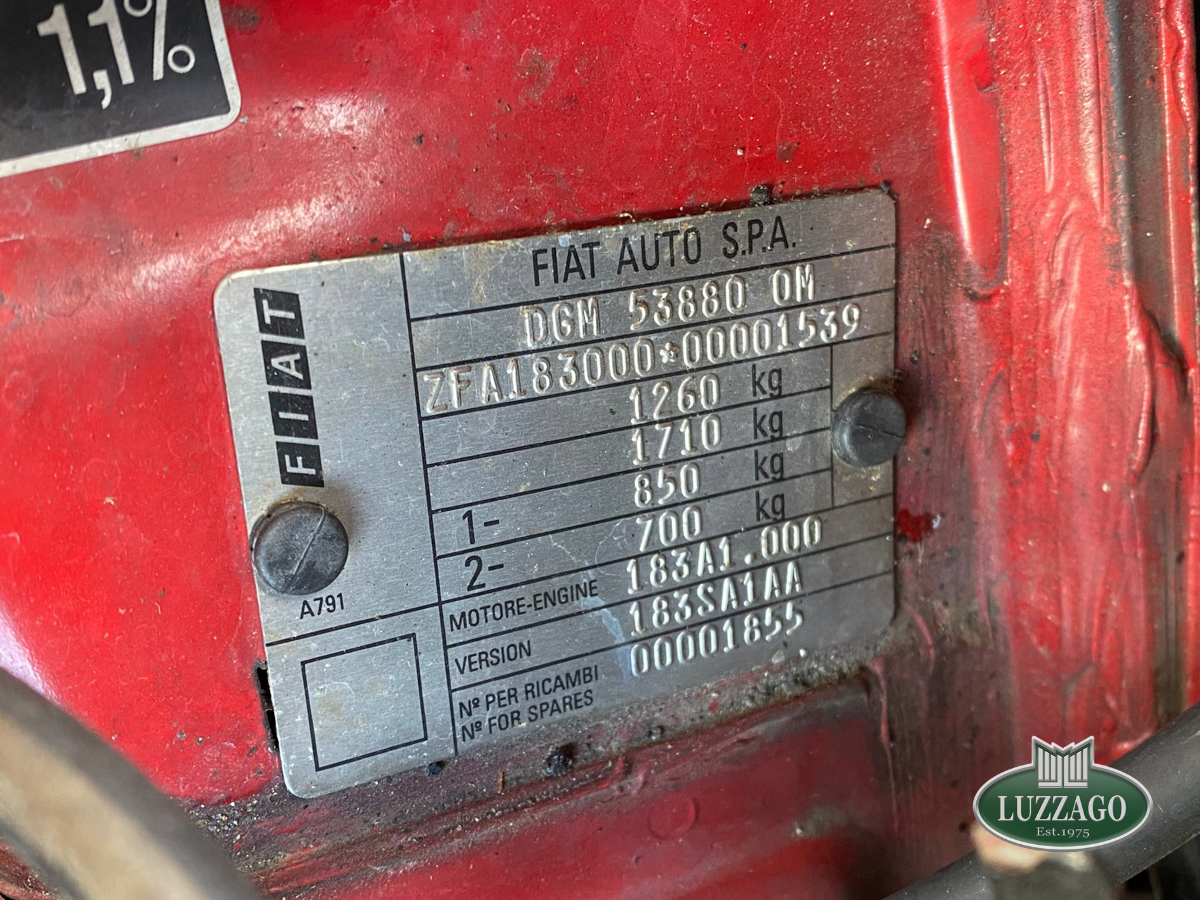 1,1%
FIAT AUTO S.P.A.
FIAT
DGM 53880 OM
ZFA183000*00001539
1260 kg
1710 kg
1- 850 kg
2- 700 kg
A791
MOTORE-ENGINE 183A1.000
VERSION 183SA1AA
Nº PER RICAMBI 00001855
Nº FOR SPARES
LUZZAGO
Est.1975